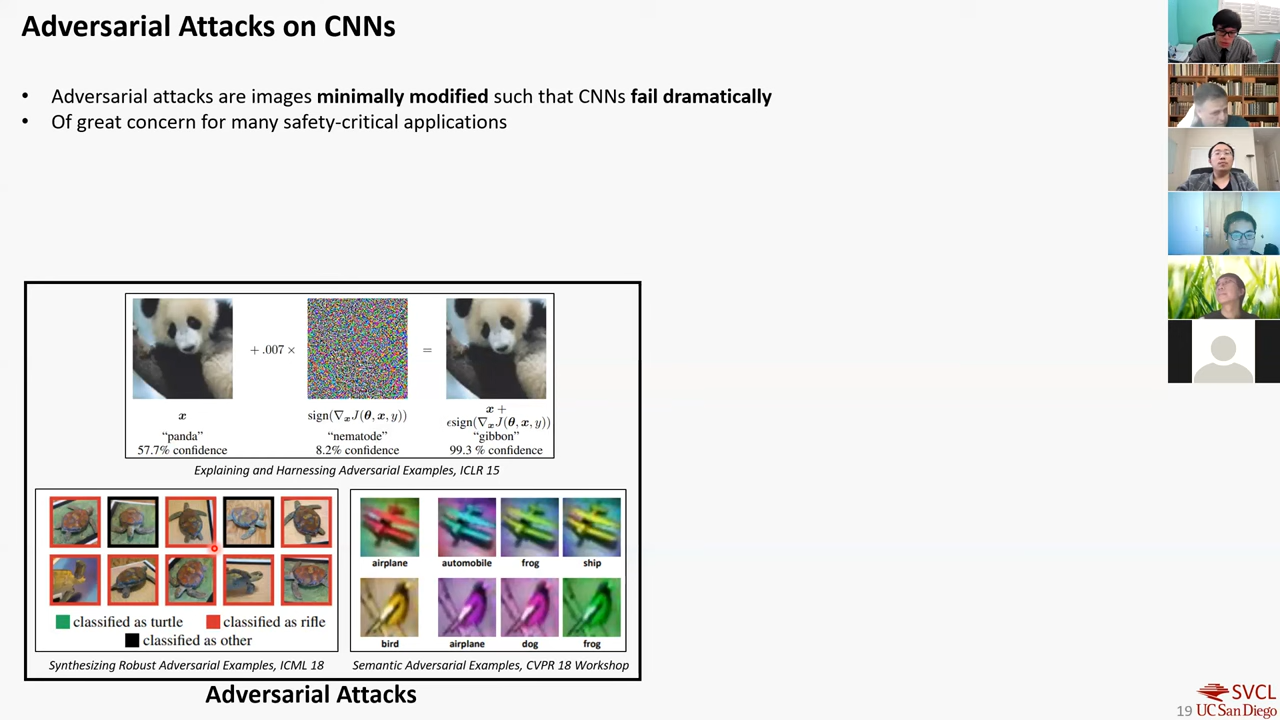 Adversarial Attacks on CNNs
• Adversarial attacks are images minimally modified such that CNNs fail dramatically
• Of great concern for many safety-critical applications
+ .007 ×
=
x
"panda"
57.7% confidence
sign(∇ₓJ(θ, x, y))
"nematode"
8.2% confidence
x +
ϵsign(∇ₓJ(θ, x, y))
"gibbon"
99.3 % confidence
Explaining and Harnessing Adversarial Examples, ICLR 15
classified as turtle classified as rifle
classified as other
Synthesizing Robust Adversarial Examples, ICML 18
airplane automobile frog ship
bird airplane dog frog
Semantic Adversarial Examples, CVPR 18 Workshop
Adversarial Attacks
19
SVCL
UC San Diego